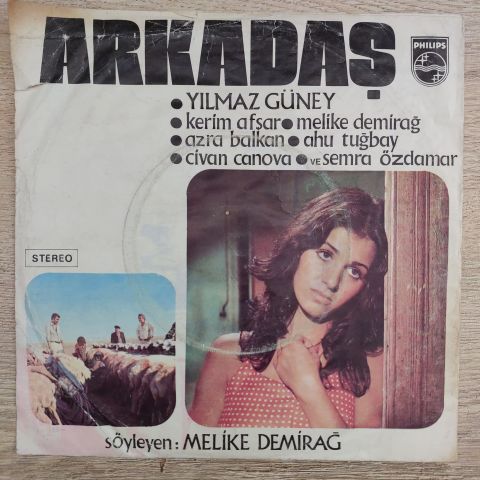 ARKADAŞ
PHILIPS
● YILMAZ GÜNEY
● kerim afşar ● melike demirağ
● azra balkan ● ahu tuğbay
● civan canova ● VE semra özdamar
STEREO
söyleyen: MELİKE DEMİRAĞ